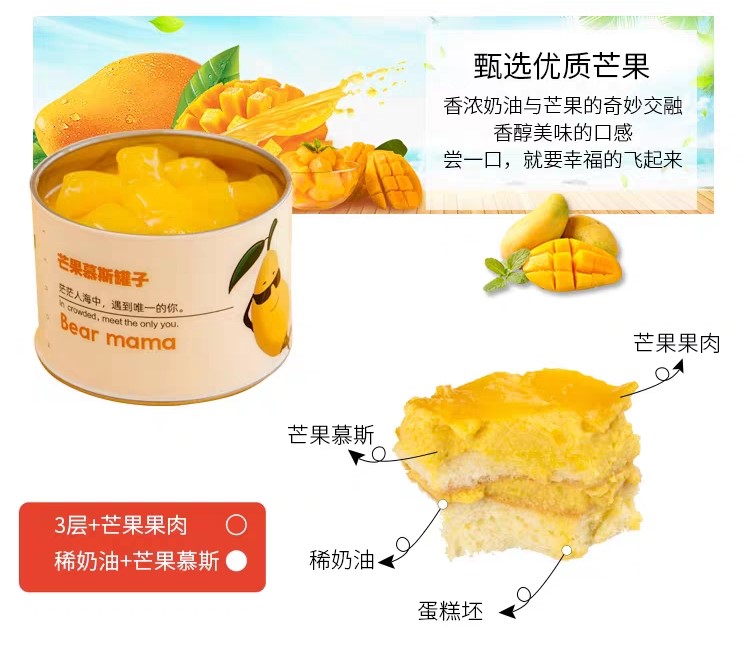 甄选优质芒果
香浓奶油与芒果的奇妙交融
香醇美味的口感
尝一口，就要幸福的飞起来
芒果慕斯罐子
茫茫人海中，遇到唯一的你。
In crowded, meet the only you.
Bear mama
芒果果肉
芒果慕斯
3层+芒果果肉
稀奶油+芒果慕斯
稀奶油
蛋糕坯